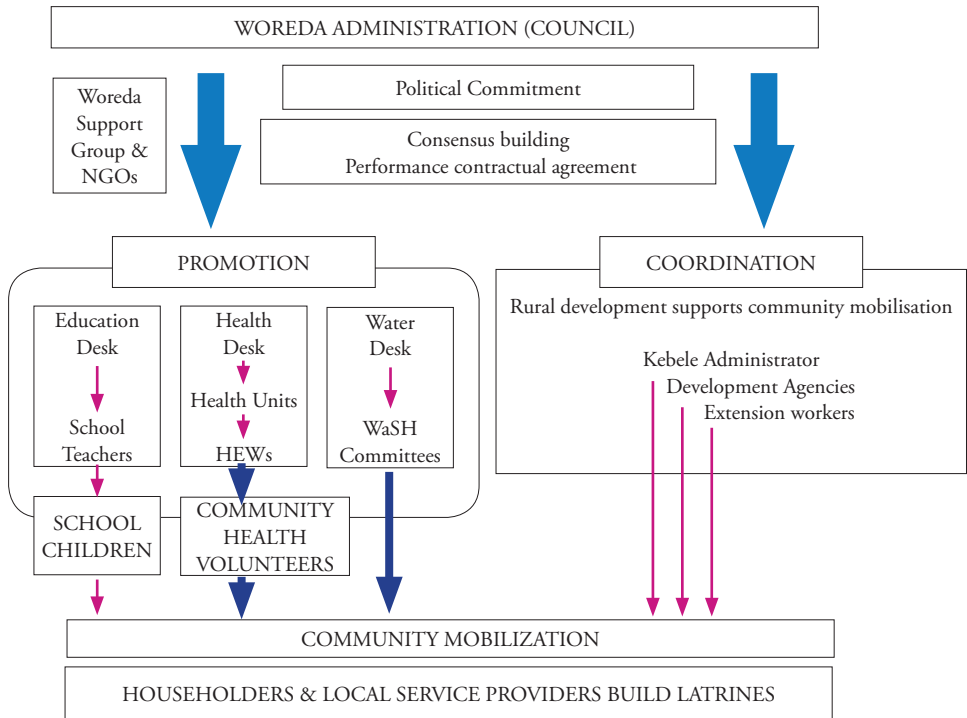 WOREDA ADMINISTRATION (COUNCIL)
Woreda
Support
Group &
NGOs
Political Commitment
Consensus building
Performance contractual agreement
PROMOTION
Education
Desk
School
Teachers
Health
Desk
Health Units
HEWs
Water
Desk
WaSH
Committees
SCHOOL
CHILDREN
COMMUNITY
HEALTH
VOLUNTEERS
COORDINATION
Rural development supports community mobilisation
Kebele Administrator
Development Agencies
Extension workers
COMMUNITY MOBILIZATION
HOUSEHOLDERS & LOCAL SERVICE PROVIDERS BUILD LATRINES